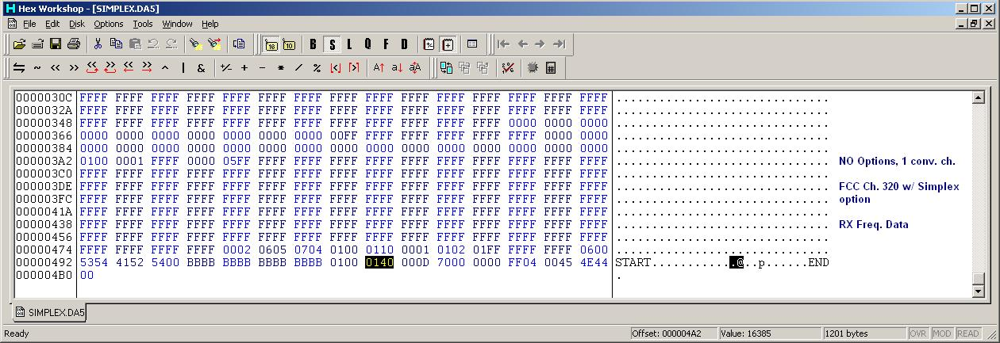 Hex Workshop - [SIMPLEX.DA5]
File Edit Disk Options Tools Window Help
B S L Q F D
0000030C FFFF FFFF FFFF FFFF FFFF FFFF FFFF FFFF FFFF FFFF FFFF FFFF FFFF FFFF FFFF ..............................
0000032A FFFF FFFF FFFF FFFF FFFF FFFF FFFF FFFF FFFF FFFF FFFF FFFF FFFF FFFF FFFF ..............................
00000348 FFFF FFFF FFFF FFFF FFFF FFFF FFFF FFFF FFFF FFFF FFFF FFFF 0000 0000 0000 ..............................
00000366 0000 0000 0000 0000 0000 0000 0000 00FF FFFF FFFF FFFF FFFF FFFF 0000 0000 ..............................
00000384 0000 0000 0000 0000 0000 0000 0000 0000 0000 0000 0000 0000 0000 0000 0000 ..............................
000003A2 0100 0001 FFFF 0000 05FF FFFF FFFF FFFF FFFF FFFF FFFF FFFF FFFF FFFF FFFF .............................. NO Options, 1 conv. ch.
000003C0 FFFF FFFF FFFF FFFF FFFF FFFF FFFF FFFF FFFF FFFF FFFF FFFF FFFF FFFF FFFF ..............................
000003DE FFFF FFFF FFFF FFFF FFFF FFFF FFFF FFFF FFFF FFFF FFFF FFFF FFFF FFFF FFFF .............................. FCC Ch. 320 w/ Simplex
000003FC FFFF FFFF FFFF FFFF FFFF FFFF FFFF FFFF FFFF FFFF FFFF FFFF FFFF FFFF FFFF .............................. option
0000041A FFFF FFFF FFFF FFFF FFFF FFFF FFFF FFFF FFFF FFFF FFFF FFFF FFFF FFFF FFFF ..............................
00000438 FFFF FFFF FFFF FFFF FFFF FFFF FFFF FFFF FFFF FFFF FFFF FFFF FFFF FFFF FFFF .............................. RX Freq. Data
00000456 FFFF FFFF FFFF FFFF FFFF FFFF FFFF FFFF FFFF FFFF FFFF FFFF FFFF FFFF FFFF ..............................
00000474 FFFF FFFF FFFF 0002 0605 0704 0100 0110 0001 0102 01FF FFFF FFFF FFFF 0600 ..............................
00000492 5354 4152 5400 BBBB BBBB BBBB BBBB 0100 0140 000D 7000 0000 FF04 0045 4E44 START............@..p......END
000004B0 00 .
SIMPLEX.DA5
Ready Offset: 000004A2 Value: 16385 1201 bytes OVR MOD READ